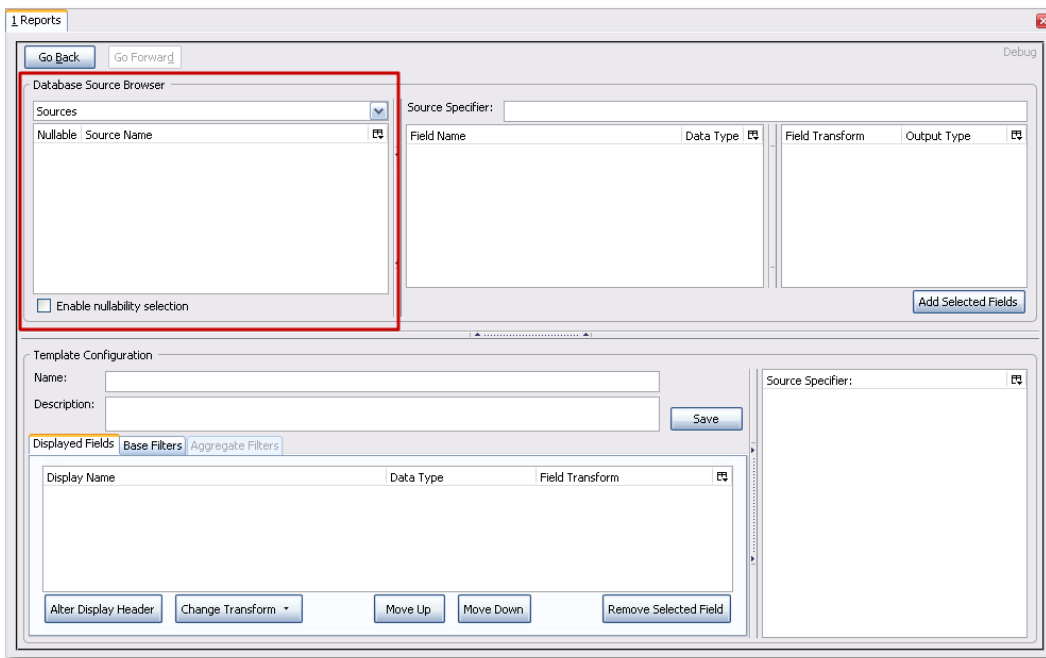 1 Reports
Go Back Go Forward Debug
Database Source Browser
Sources Source Specifier:
Nullable Source Name Field Name Data Type Field Transform Output Type
Enable nullability selection Add Selected Fields
Template Configuration
Name: Source Specifier:
Description:
Save
Displayed Fields Base Filters Aggregate Filters
Display Name Data Type Field Transform
Alter Display Header Change Transform Move Up Move Down Remove Selected Field